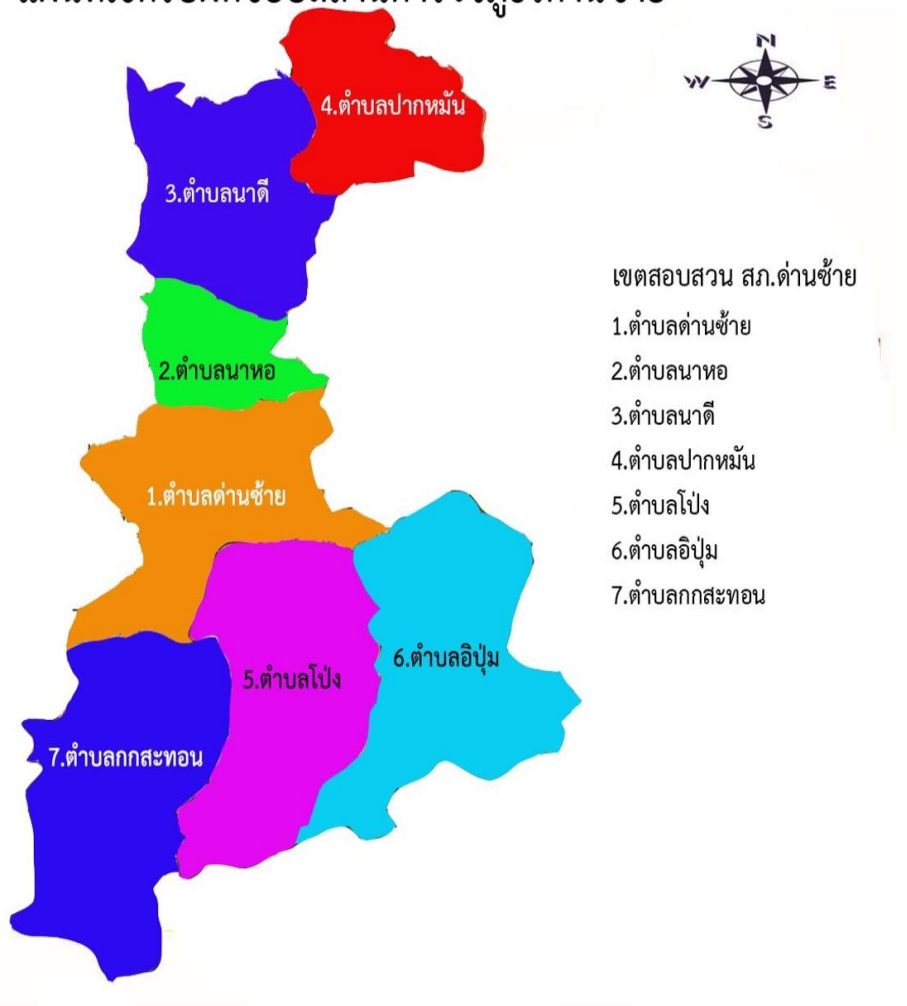 N
W E
S
4.ตำบลปากหมัน
3.ตำบลนาดี
2.ตำบลนาหอ
1.ตำบลด่านซ้าย
5.ตำบลโป่ง
6.ตำบลอิปุ่ม
7.ตำบลกกสะทอน
เขตสอบสวน สภ.ด่านซ้าย
1.ตำบลด่านซ้าย
2.ตำบลนาหอ
3.ตำบลนาดี
4.ตำบลปากหมัน
5.ตำบลโป่ง
6.ตำบลอิปุ่ม
7.ตำบลกกสะทอน